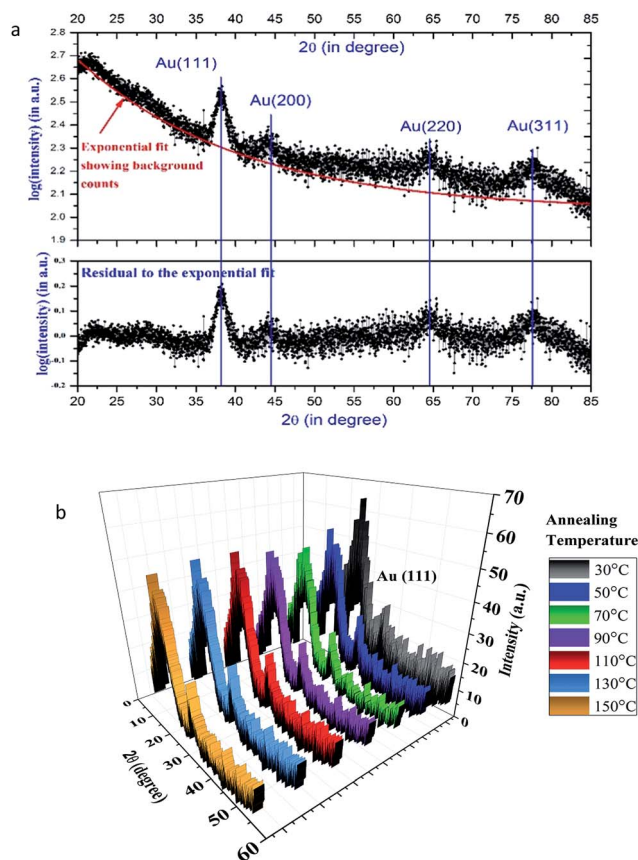 a
2θ (in degree)
20 25 30 35 40 45 50 55 60 65 70 75 80 85
2.8
2.7
2.6
2.5
2.4
2.3
2.2
2.1
2.0
1.9
log(intensity) (in a.u.)
Au(111)
Au(200)
Au(220)
Au(311)
Exponential fit
showing background
counts
Residual to the exponential fit
0.3
0.2
0.1
0.0
-0.1
-0.2
log(intensity) (in a.u.)
20 25 30 35 40 45 50 55 60 65 70 75 80 85
2θ (in degree)
b
Au (111)
70
60
50
40
30
20
10
0
Intensity (a.u.)
0
10
20
30
40
50
60
2θ (degree)
Annealing
Temperature
30°C
50°C
70°C
90°C
110°C
130°C
150°C